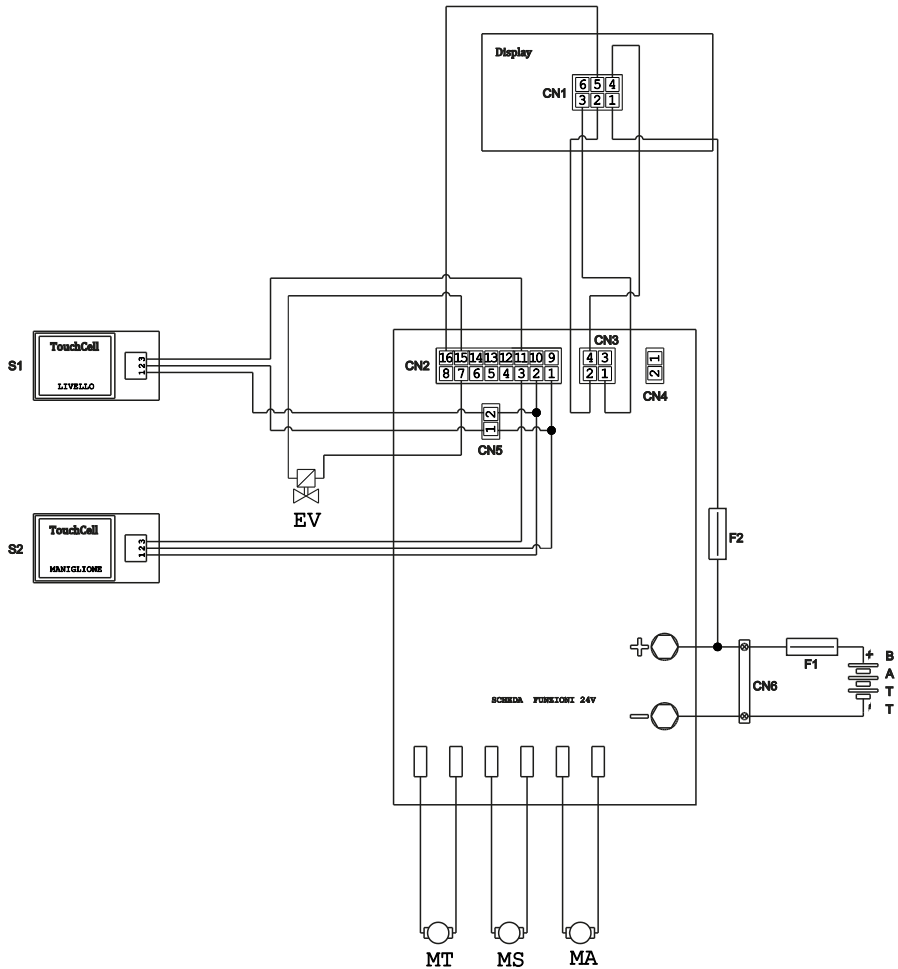 Display
CN1
6 5 4
3 2 1
TouchCell
S1
3
2
1
LIVELLO
CN2
16 15 14 13 12 11 10 9
8 7 6 5 4 3 2 1
CN3
4 3
2 1
1
2
CN4
2
1
CN5
EV
TouchCell
S2
3
2
1
MANIGLIONE
F2
+
F1
+
B
A
T
T
CN6
SCHEDA FUNZIONI 24V
-
-
MT
MS
MA